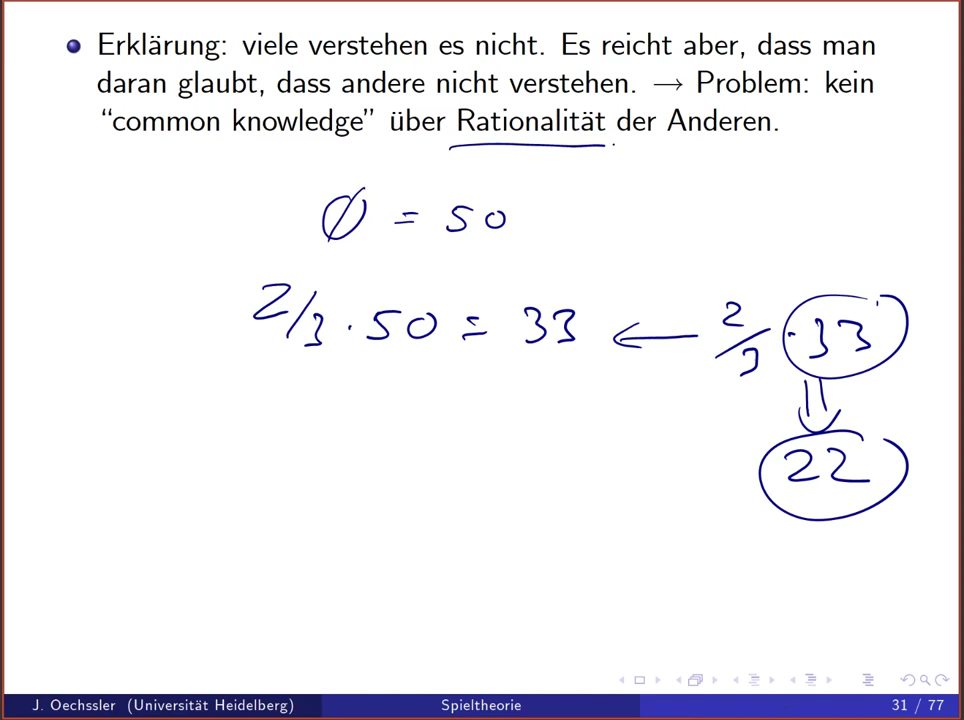 Erklärung: viele verstehen es nicht. Es reicht aber, dass man
daran glaubt, dass andere nicht verstehen. → Problem: kein
“common knowledge” über Rationalität der Anderen.
Ø = 50
2/3 · 50 = 33 ← 2/3 · 33
22
J. Oechssler (Universität Heidelberg) Spieltheorie 31 / 77